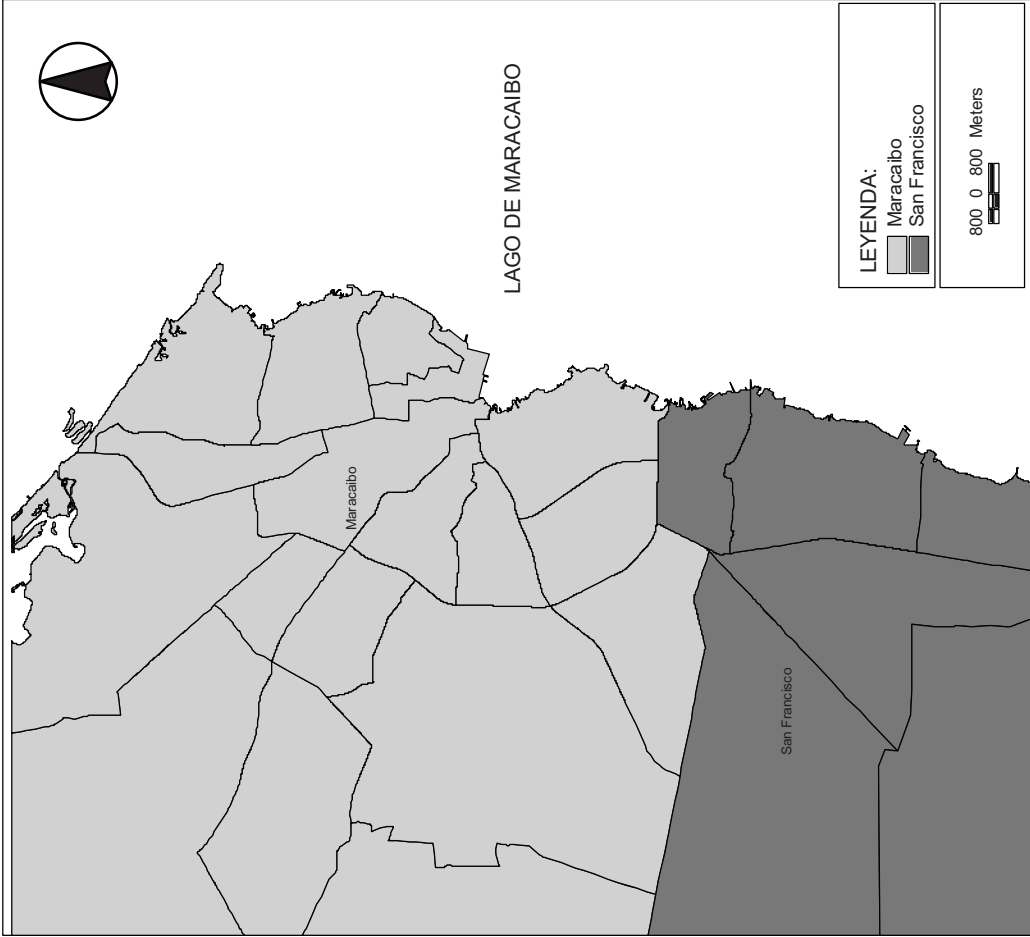 LAGO DE MARACAIBO
Maracaibo
San Francisco
LEYENDA:
Maracaibo
San Francisco
800 0 800 Meters